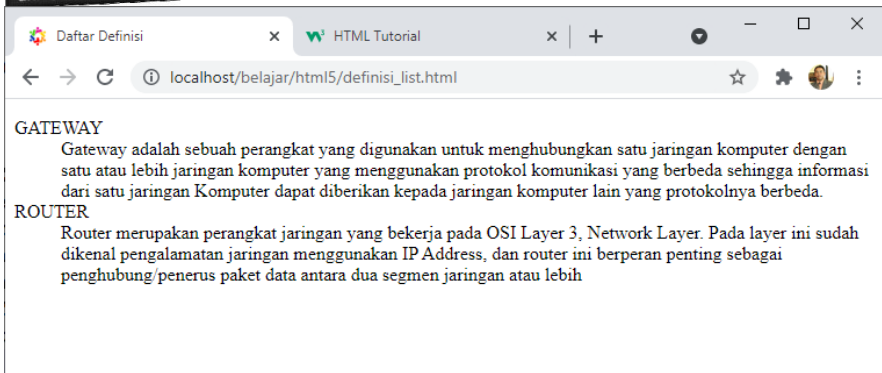 Daftar Definisi
HTML Tutorial
localhost/belajar/html5/definisi_list.html
GATEWAY
Gateway adalah sebuah perangkat yang digunakan untuk menghubungkan satu jaringan komputer dengan
satu atau lebih jaringan komputer yang menggunakan protokol komunikasi yang berbeda sehingga informasi
dari satu jaringan Komputer dapat diberikan kepada jaringan komputer lain yang protokolnya berbeda.
ROUTER
Router merupakan perangkat jaringan yang bekerja pada OSI Layer 3, Network Layer. Pada layer ini sudah
dikenal pengalamatan jaringan menggunakan IP Address, dan router ini berperan penting sebagai
penghubung/penerus paket data antara dua segmen jaringan atau lebih